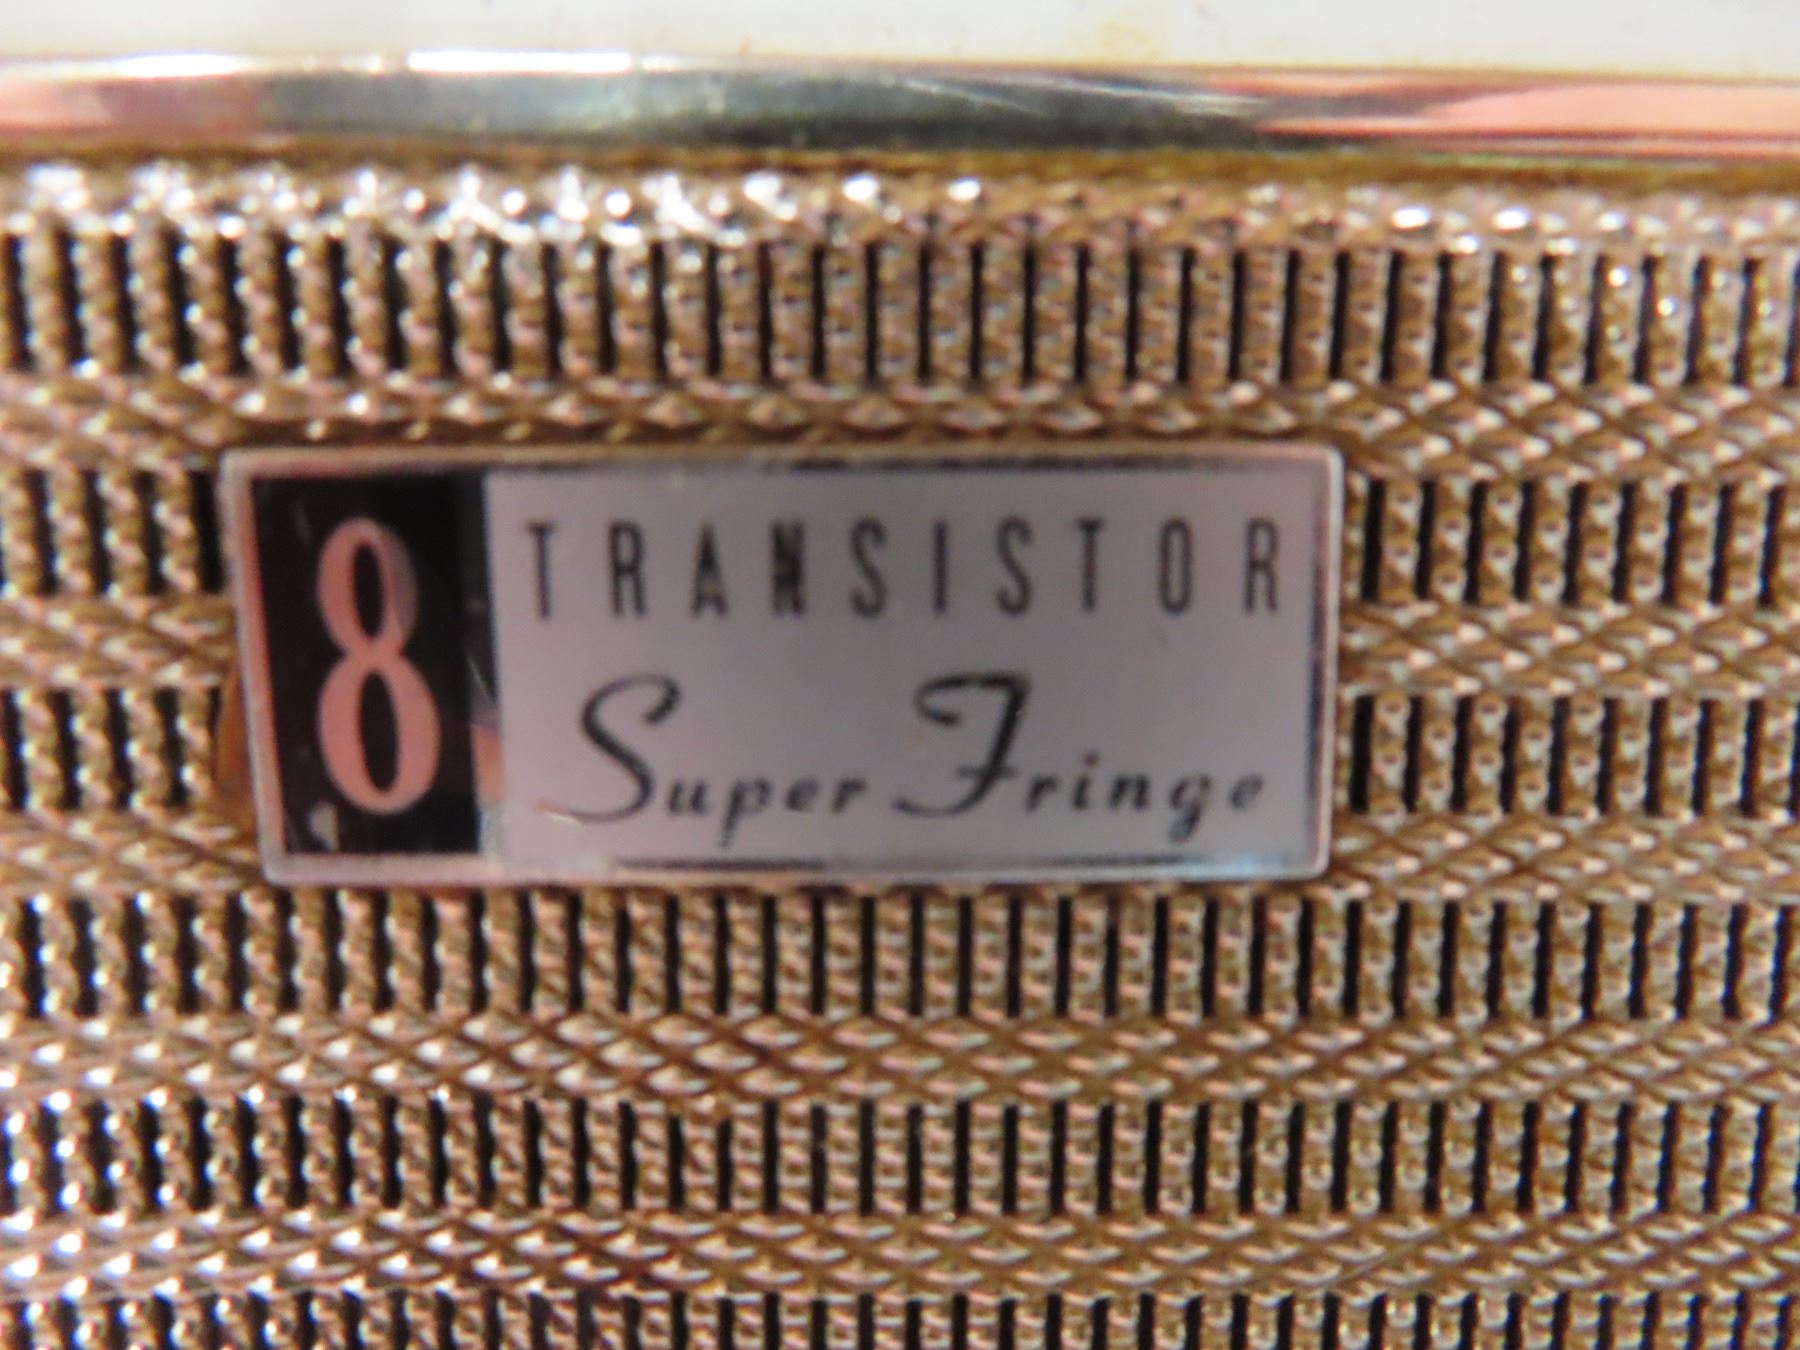 8 TRANSISTOR
Super Fringe